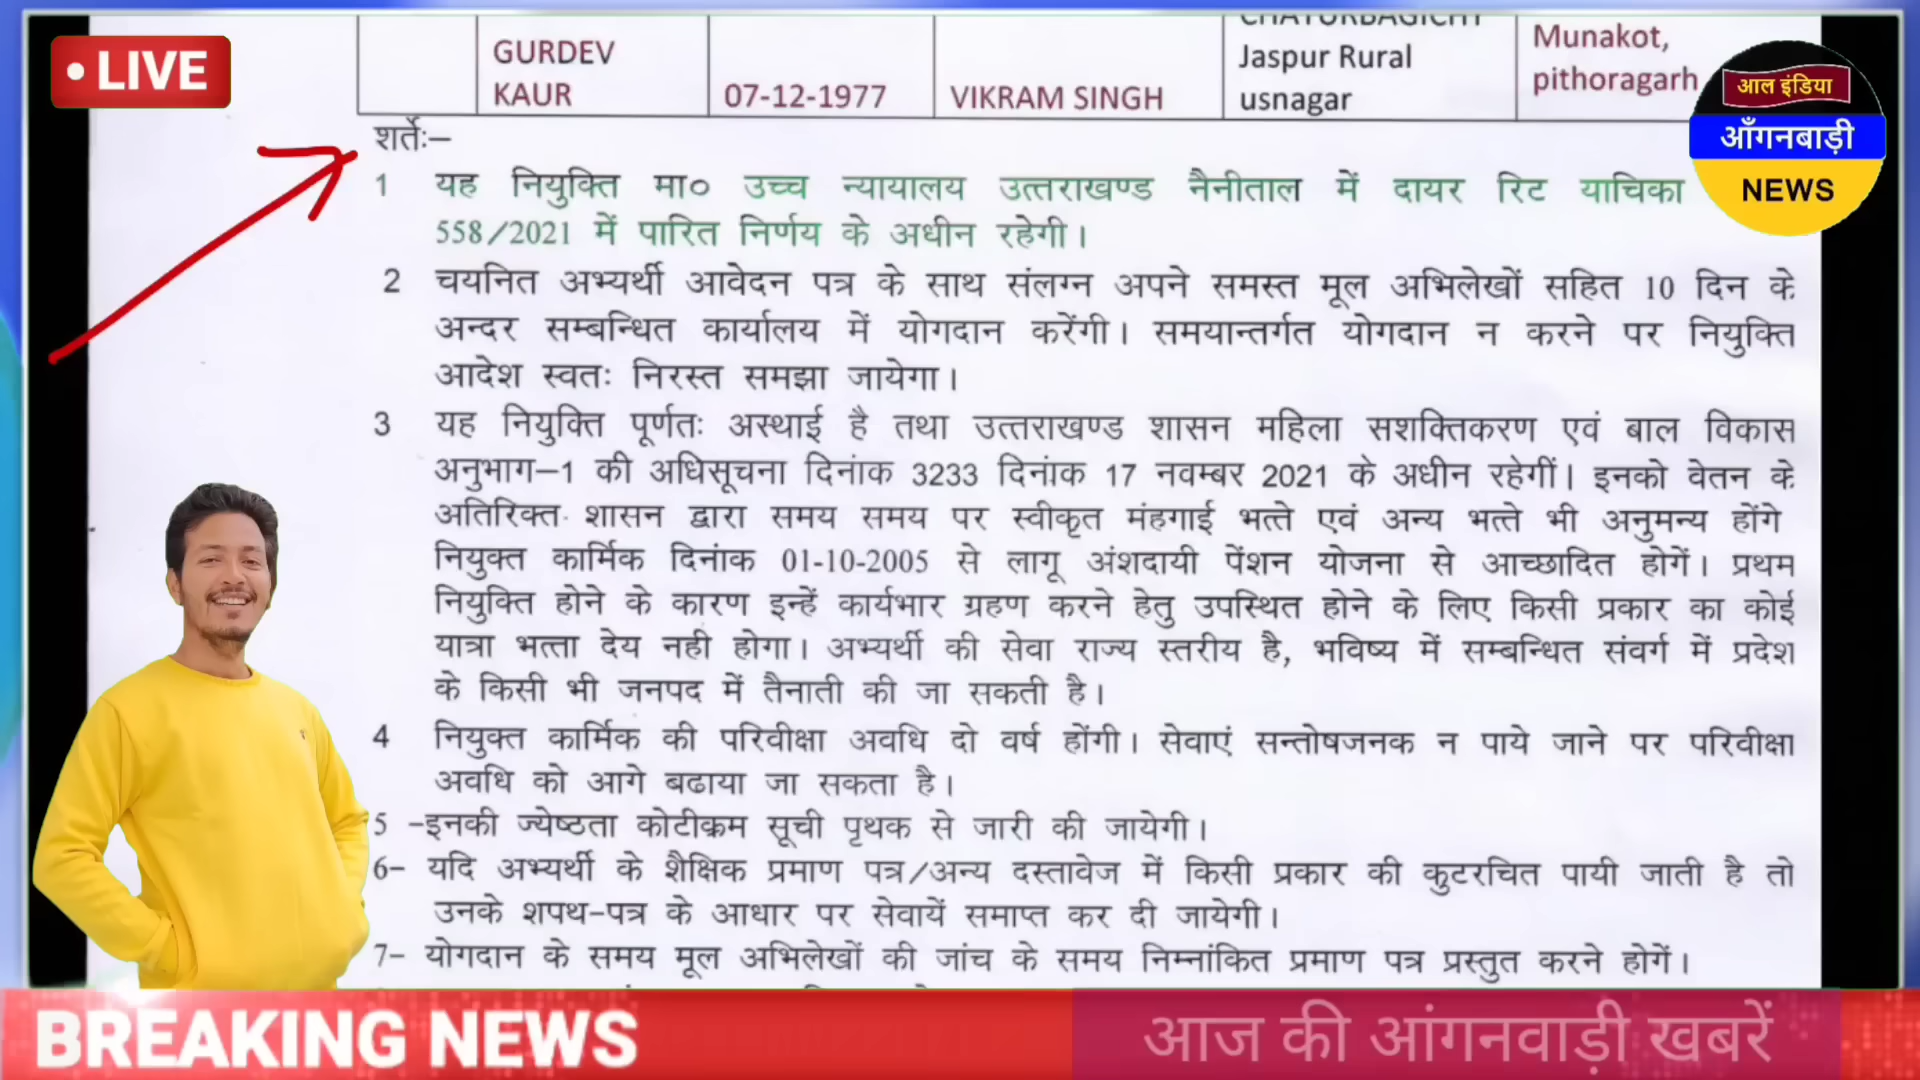 • LIVE
GURDEV
KAUR
07-12-1977
VIKRAM SINGH
CHATURBAGICHI
Jaspur Rural
usnagar
Munakot,
pithoragarh
आल इंडिया
आँगनबाड़ी
NEWS
शर्तेः–
1 यह नियुक्ति मा० उच्च न्यायालय उत्तराखण्ड नैनीताल में दायर रिट याचिका
558/2021 में पारित निर्णय के अधीन रहेगी।
2 चयनित अभ्यर्थी आवेदन पत्र के साथ संलग्न अपने समस्त मूल अभिलेखों सहित 10 दिन के
अन्दर सम्बन्धित कार्यालय में योगदान करेंगी। समयान्तर्गत योगदान न करने पर नियुक्ति
आदेश स्वतः निरस्त समझा जायेगा।
3 यह नियुक्ति पूर्णतः अस्थाई है तथा उत्तराखण्ड शासन महिला सशक्तिकरण एवं बाल विकास
अनुभाग–1 की अधिसूचना दिनांक 3233 दिनांक 17 नवम्बर 2021 के अधीन रहेगीं। इनको वेतन के
अतिरिक्त शासन द्वारा समय समय पर स्वीकृत मंहगाई भत्ते एवं अन्य भत्ते भी अनुमन्य होंगे
नियुक्त कार्मिक दिनांक 01-10-2005 से लागू अंशदायी पेंशन योजना से आच्छादित होगें। प्रथम
नियुक्ति होने के कारण इन्हें कार्यभार ग्रहण करने हेतु उपस्थित होने के लिए किसी प्रकार का कोई
यात्रा भत्ता देय नही होगा। अभ्यर्थी की सेवा राज्य स्तरीय है, भविष्य में सम्बन्धित संवर्ग में प्रदेश
के किसी भी जनपद में तैनाती की जा सकती है।
4 नियुक्त कार्मिक की परिवीक्षा अवधि दो वर्ष होंगी। सेवाएं सन्तोषजनक न पाये जाने पर परिवीक्षा
अवधि को आगे बढाया जा सकता है।
5 –इनकी ज्येष्ठता कोटीक्रम सूची पृथक से जारी की जायेगी।
6– यदि अभ्यर्थी के शैक्षिक प्रमाण पत्र/अन्य दस्तावेज में किसी प्रकार की कुटरचित पायी जाती है तो
उनके शपथ-पत्र के आधार पर सेवायें समाप्त कर दी जायेगी।
7– योगदान के समय मूल अभिलेखों की जांच के समय निम्नांकित प्रमाण पत्र प्रस्तुत करने होगें।
BREAKING NEWS
आज की आंगनवाड़ी खबरें